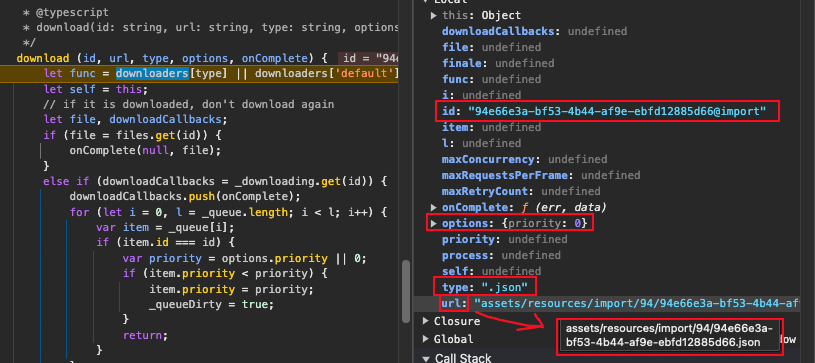 * @typescript
* download(id: string, url: string, type: string, options
*/
download (id, url, type, options, onComplete) { id = "94e
let func = downloaders[type] || downloaders['default']
let self = this;
// if it is downloaded, don't download again
let file, downloadCallbacks;
if (file = files.get(id)) {
onComplete(null, file);
}
else if (downloadCallbacks = _downloading.get(id)) {
downloadCallbacks.push(onComplete);
for (let i = 0, l = _queue.length; i < l; i++) {
var item = _queue[i];
if (item.id === id) {
var priority = options.priority || 0;
if (item.priority < priority) {
item.priority = priority;
_queueDirty = true;
}
return;
}
Local
this: Object
downloadCallbacks: undefined
file: undefined
finale: undefined
func: undefined
i: undefined
id: "94e66e3a-bf53-4b44-af9e-ebfd12885d66@import"
item: undefined
l: undefined
maxConcurrency: undefined
maxRequestsPerFrame: undefined
maxRetryCount: undefined
onComplete: ƒ (err, data)
options: {priority: 0}
priority: undefined
process: undefined
self: undefined
type: ".json"
url: "assets/resources/import/94/94e66e3a-bf53-4b44-af
Closure
Global
assets/resources/import/94/94e66e3a-
bf53-4b44-af9e-ebfd12885d66.json
Call Stack